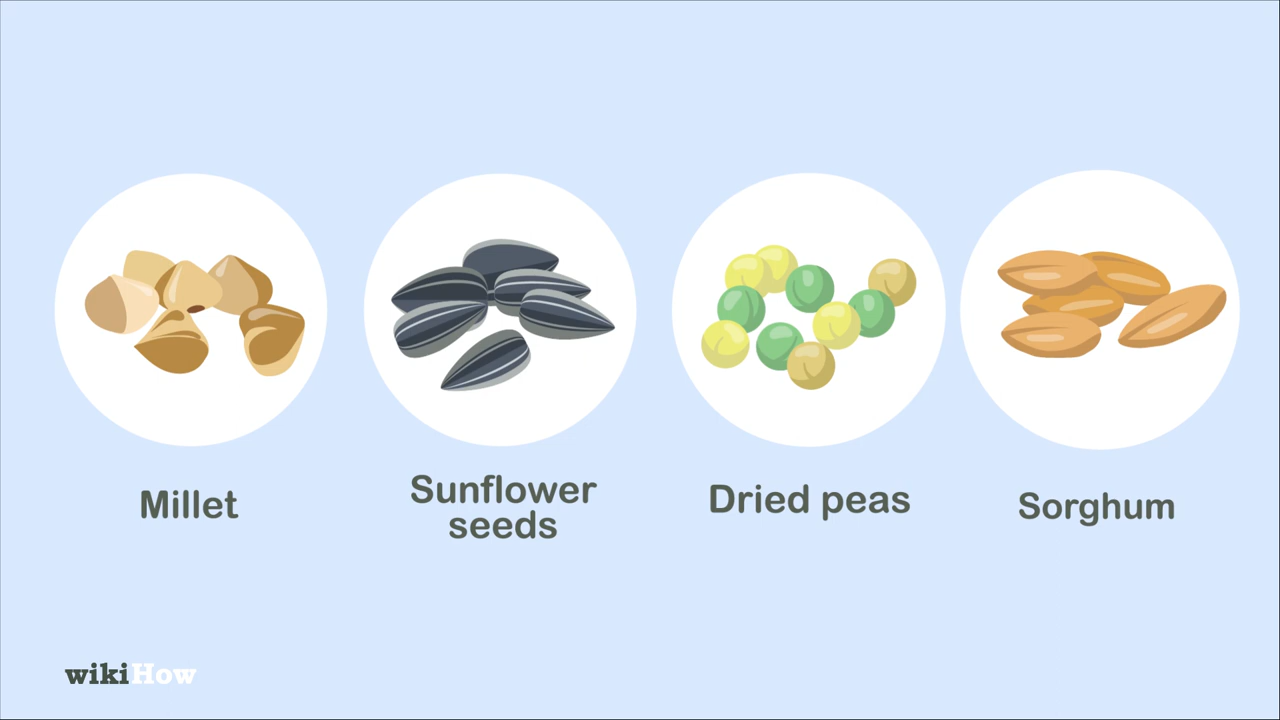 Millet
Sunflower
seeds
Dried peas
Sorghum
wikiHow